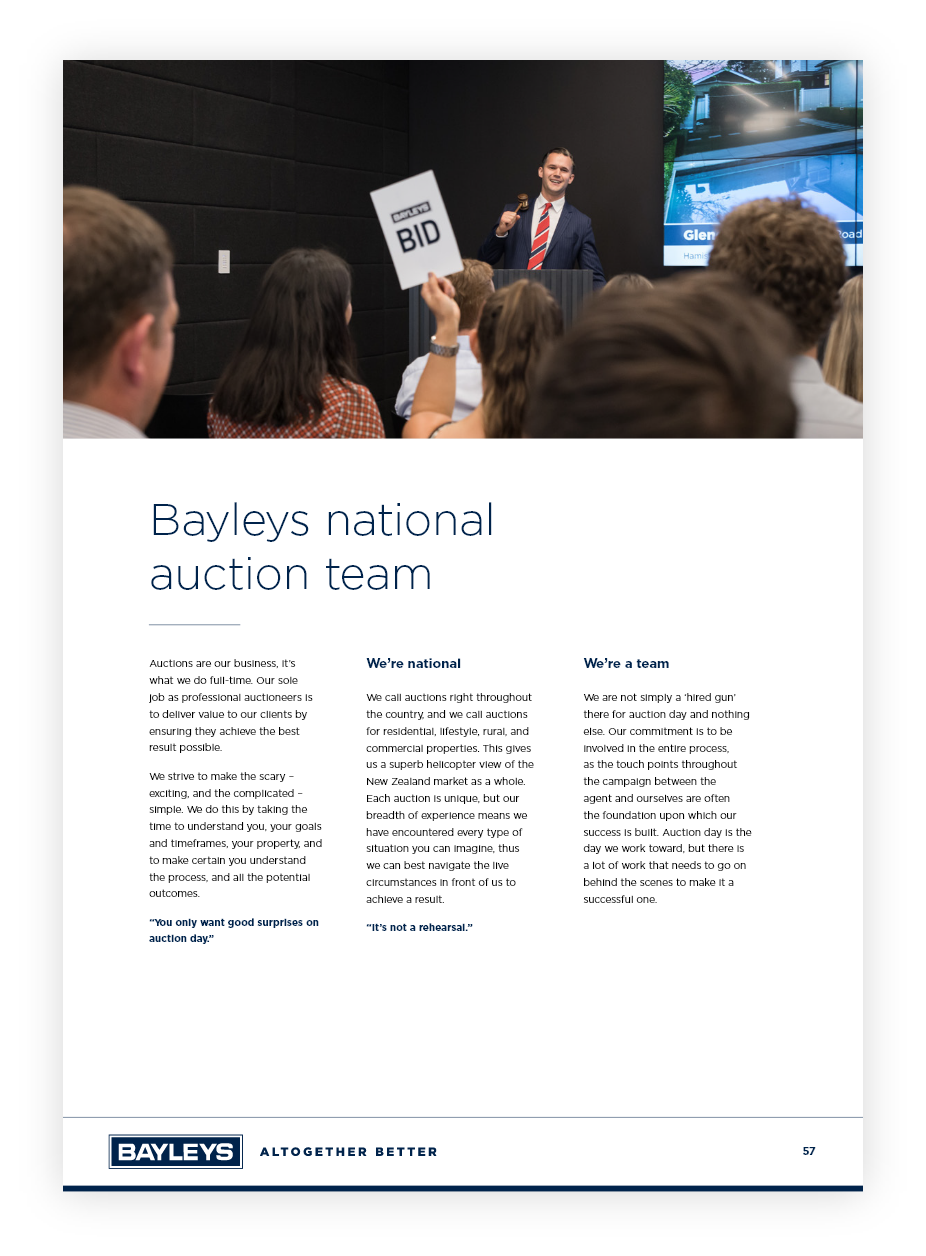 BAYLEYS
BID
Glen
oad
Bayleys national
auction team
Auctions are our business, it’s
what we do full-time. Our sole
job as professional auctioneers is
to deliver value to our clients by
ensuring they achieve the best
result possible.
We strive to make the scary –
exciting, and the complicated –
simple. We do this by taking the
time to understand you, your goals
and timeframes, your property, and
to make certain you understand
the process, and all the potential
outcomes.
“You only want good surprises on
auction day.”
We’re national
We call auctions right throughout
the country, and we call auctions
for residential, lifestyle, rural, and
commercial properties. This gives
us a superb helicopter view of the
New Zealand market as a whole.
Each auction is unique, but our
breadth of experience means we
have encountered every type of
situation you can imagine, thus
we can best navigate the live
circumstances in front of us to
achieve a result.
“It’s not a rehearsal.”
We’re a team
We are not simply a ‘hired gun’
there for auction day and nothing
else. Our commitment is to be
involved in the entire process,
as the touch points throughout
the campaign between the
agent and ourselves are often
the foundation upon which our
success is built. Auction day is the
day we work toward, but there is
a lot of work that needs to go on
behind the scenes to make it a
successful one.
BAYLEYS
ALTOGETHER BETTER
57